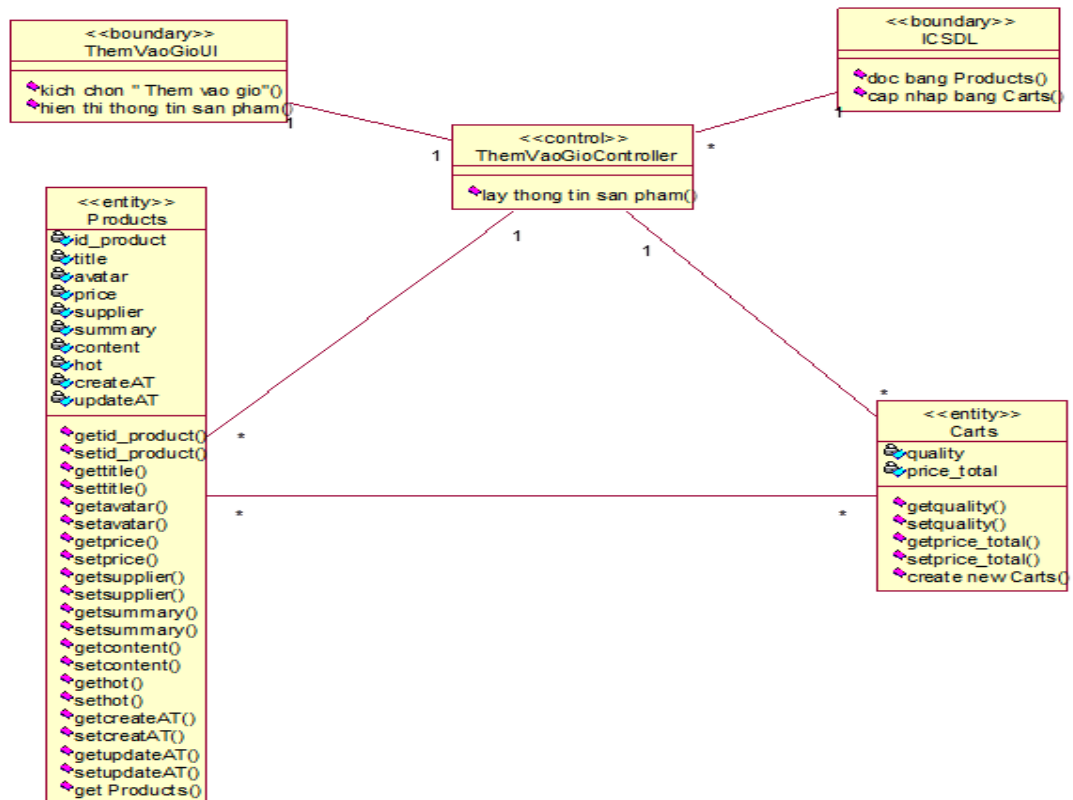 <<boundary>>
ThemVaoGioUI
kich chon " Them vao gio"()
hien thi thong tin san pham()
1
<<boundary>>
ICSDL
doc bang Products()
cap nhap bang Carts()
1
<<control>>
ThemVaoGioController
lay thong tin san pham()
1
*
1
1
<<entity>>
Products
id_product
title
avatar
price
supplier
summary
content
hot
createAT
updateAT
getid_product()
setid_product()
gettitle()
settitle()
getavatar()
setavatar()
getprice()
setprice()
getsupplier()
setsupplier()
getsummary()
setsummary()
getcontent()
setcontent()
gethot()
sethot()
getcreateAT()
setcreatAT()
getupdateAT()
setupdateAT()
get Products()
*
*
*
<<entity>>
Carts
quality
price_total
getquality()
setquality()
getprice_total()
setprice_total()
create new Carts()
*